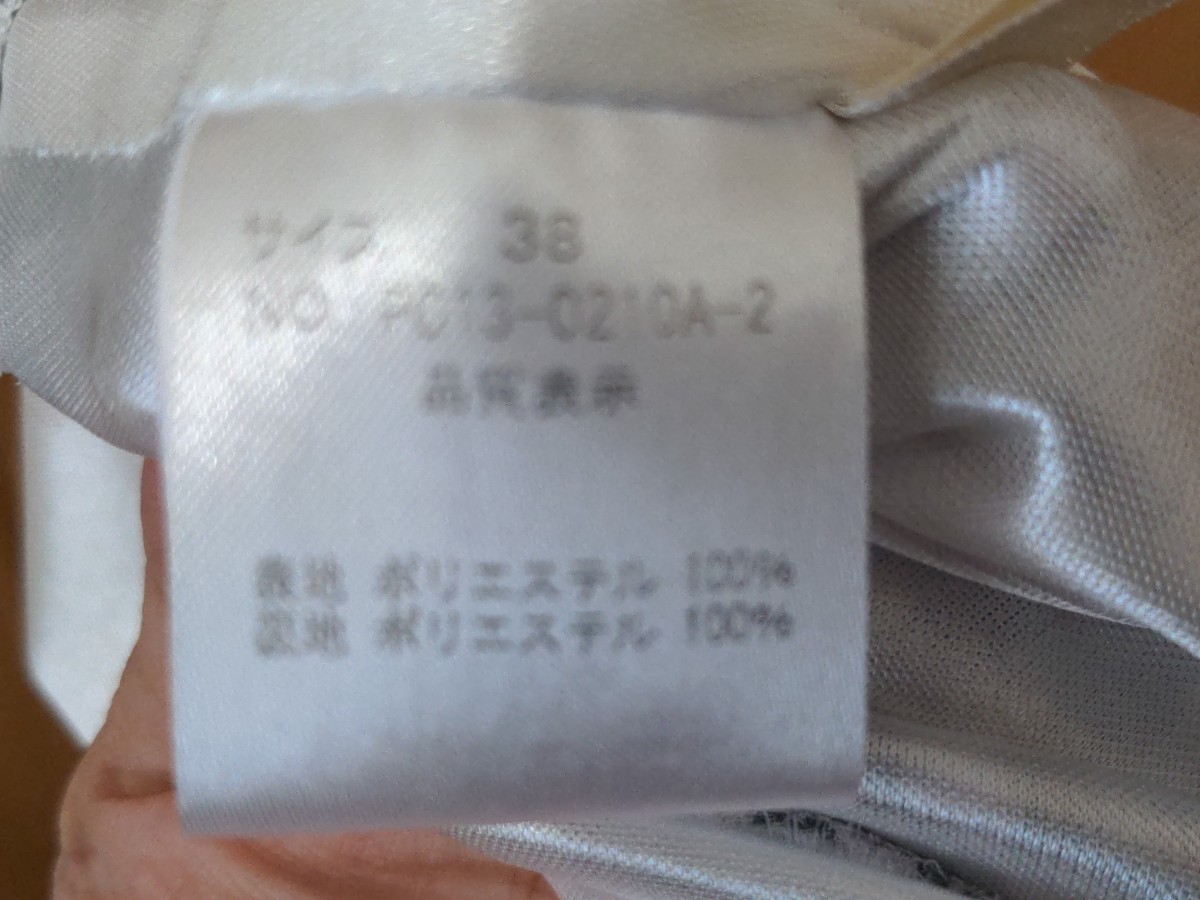 サイズ 38
NO PC13-0210A-2
品質表示
表地 ポリエステル 100%
裏地 ポリエステル 100%